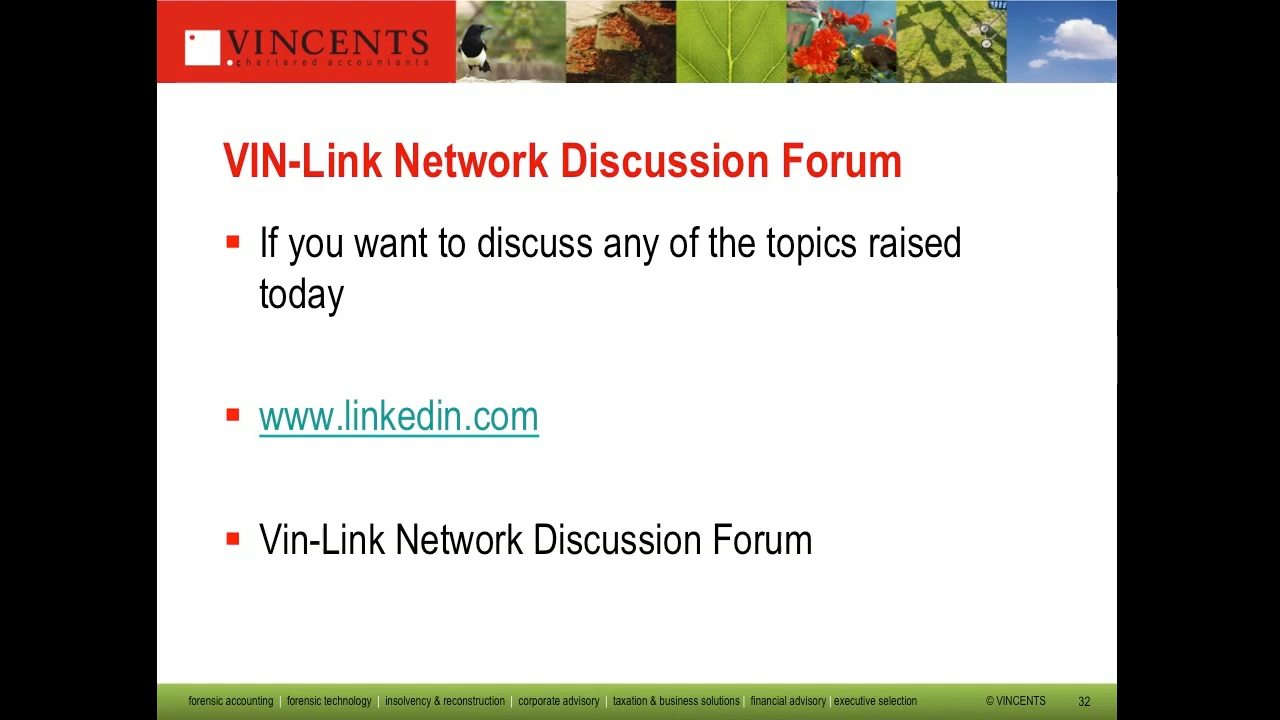 VINCENTS
chartered accountants
VIN-Link Network Discussion Forum
If you want to discuss any of the topics raised
today
www.linkedin.com
Vin-Link Network Discussion Forum
forensic accounting | forensic technology | insolvency & reconstruction | corporate advisory | taxation & business solutions | financial advisory | executive selection © VINCENTS 32